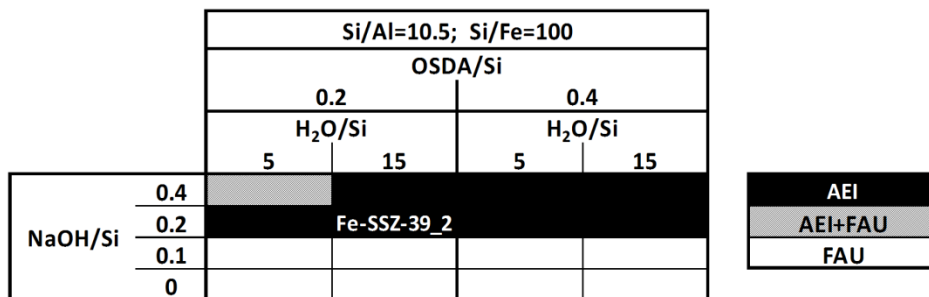 Si/Al=10.5; Si/Fe=100
OSDA/Si
0.2 0.4
H₂O/Si H₂O/Si
5 15 5 15
0.4 AEI
0.2 Fe-SSZ-39_2 AEI+FAU
NaOH/Si
0.1 FAU
0